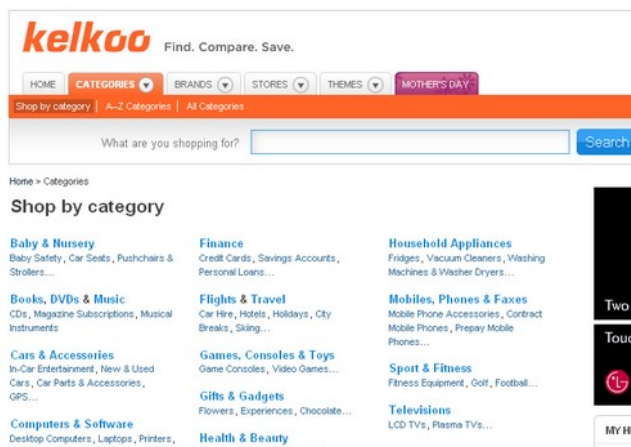 kelkoo Find. Compare. Save.
HOME CATEGORIES BRANDS STORES THEMES MOTHER'S DAY
Shop by category | A-Z Categories | All Categories
What are you shopping for? Search
Home > Categories
Shop by category
Baby & Nursery
Baby Safety, Car Seats, Pushchairs &
Strollers...
Books, DVDs & Music
CDs, Magazine Subscriptions, Musical
Instruments
Cars & Accessories
In-Car Entertainment, New & Used
Cars, Car Parts & Accessories,
GPS...
Computers & Software
Desktop Computers, Laptops, Printers,
Finance
Credit Cards, Savings Accounts,
Personal Loans...
Flights & Travel
Car Hire, Hotels, Holidays, City
Breaks, Skiing...
Games, Consoles & Toys
Game Consoles, Video Games...
Gifts & Gadgets
Flowers, Experiences, Chocolate...
Health & Beauty
Household Appliances
Fridges, Vacuum Cleaners, Washing
Machines & Washer Dryers...
Mobiles, Phones & Faxes
Mobile Phone Accessories, Contract
Mobile Phones, Prepay Mobile
Phones...
Sport & Fitness
Fitness Equipment, Golf, Football...
Televisions
LCD TVs, Plasma TVs...
Two
Touc
LG
MY H